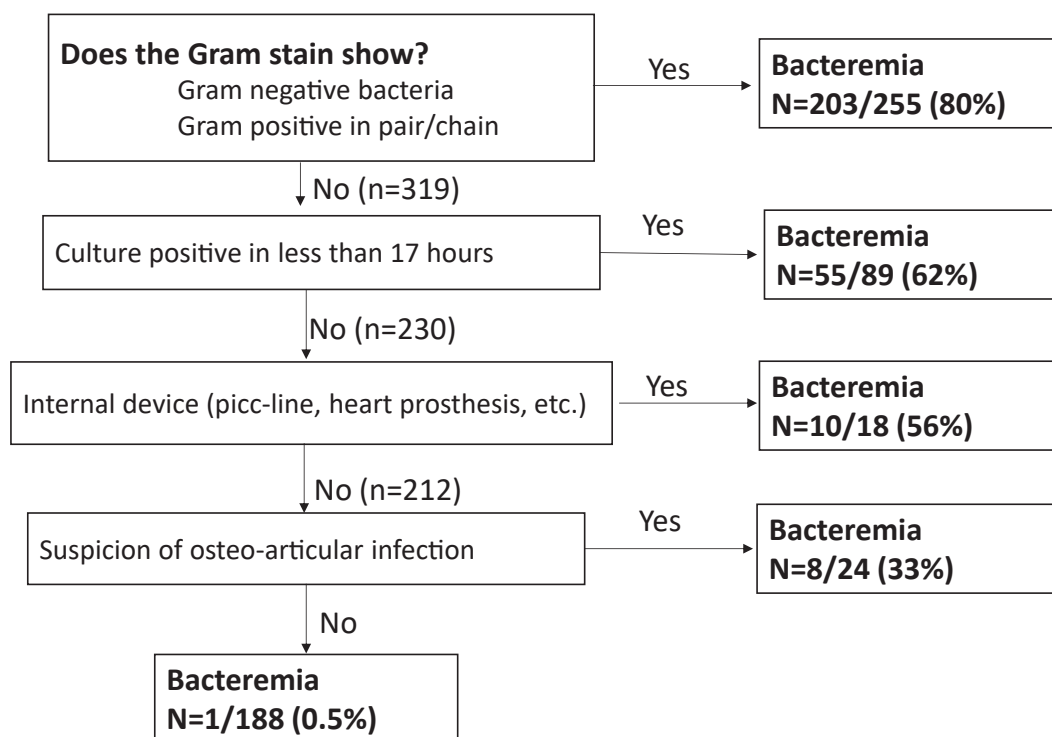 Does the Gram stain show?
Gram negative bacteria
Gram positive in pair/chain
Yes
Bacteremia
N=203/255 (80%)
No (n=319)
Culture positive in less than 17 hours
Yes
Bacteremia
N=55/89 (62%)
No (n=230)
Internal device (picc-line, heart prosthesis, etc.)
Yes
Bacteremia
N=10/18 (56%)
No (n=212)
Suspicion of osteo-articular infection
Yes
Bacteremia
N=8/24 (33%)
No
Bacteremia
N=1/188 (0.5%)